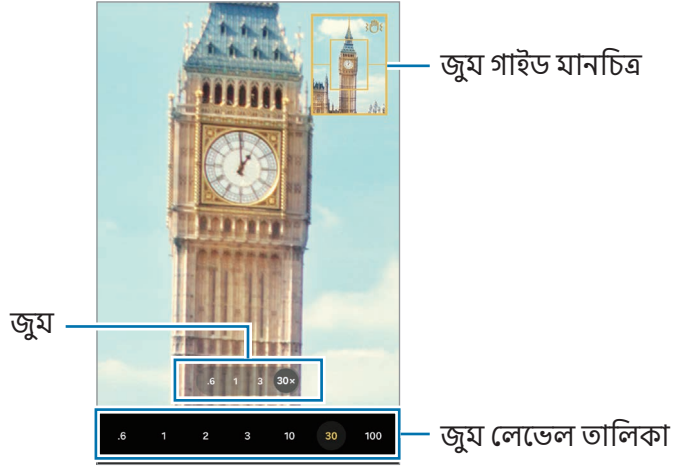 জুম গাইড মানচিত্র
জুম
.6 1 3 30×
.6 1 2 3 10 30 100
জুম লেভেল তালিকা